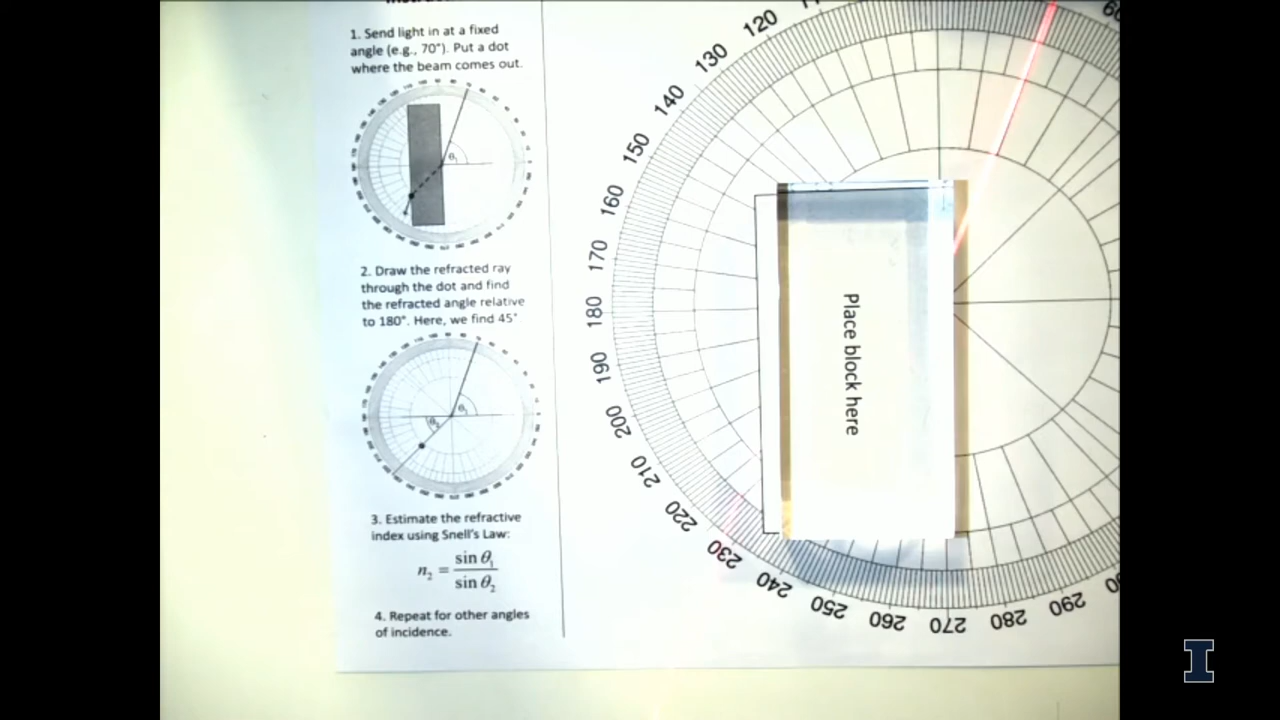 1. Send light in at a fixed
angle (e.g., 70°). Put a dot
where the beam comes out.
θ₁
2. Draw the refracted ray
through the dot and find
the refracted angle relative
to 180°. Here, we find 45°
θ₁
θ₂
3. Estimate the refractive
index using Snell's Law:
n₂ = sin θ₁ / sin θ₂
4. Repeat for other angles
of incidence.
120
130
140
150
160
170
180
190
200
210
220
230
240
250
260
270
280
290
Place block here
I